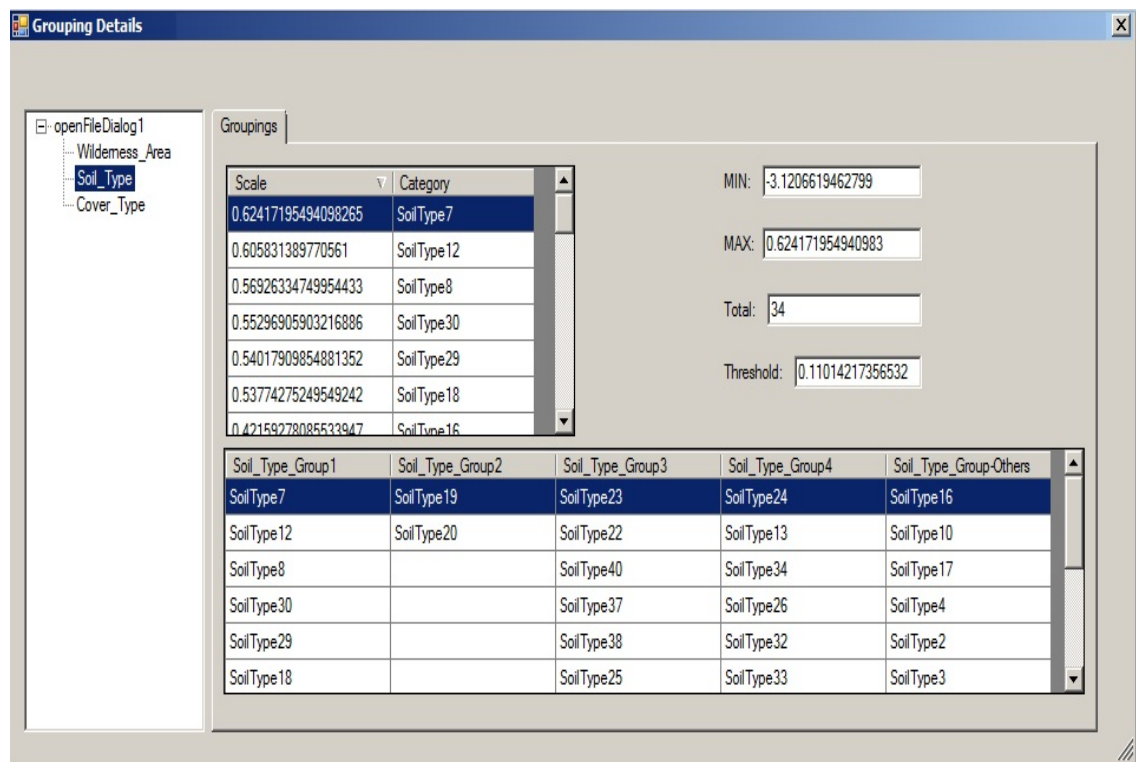 Grouping Details
openFileDialog1
Wilderness_Area
Soil_Type
Cover_Type
Groupings
Scale Category
0.62417195494098265 SoilType7
0.605831389770561 SoilType12
0.56926334749954433 SoilType8
0.55296905903216886 SoilType30
0.54017909854881352 SoilType29
0.53774275249549242 SoilType18
0.42159278085533947 SoilType16
MIN: -3.1206619462799
MAX: 0.624171954940983
Total: 34
Threshold: 0.11014217356532
Soil_Type_Group1 Soil_Type_Group2 Soil_Type_Group3 Soil_Type_Group4 Soil_Type_Group-Others
SoilType7 SoilType19 SoilType23 SoilType24 SoilType16
SoilType12 SoilType20 SoilType22 SoilType13 SoilType10
SoilType8 SoilType40 SoilType34 SoilType17
SoilType30 SoilType37 SoilType26 SoilType4
SoilType29 SoilType38 SoilType32 SoilType2
SoilType18 SoilType25 SoilType33 SoilType3